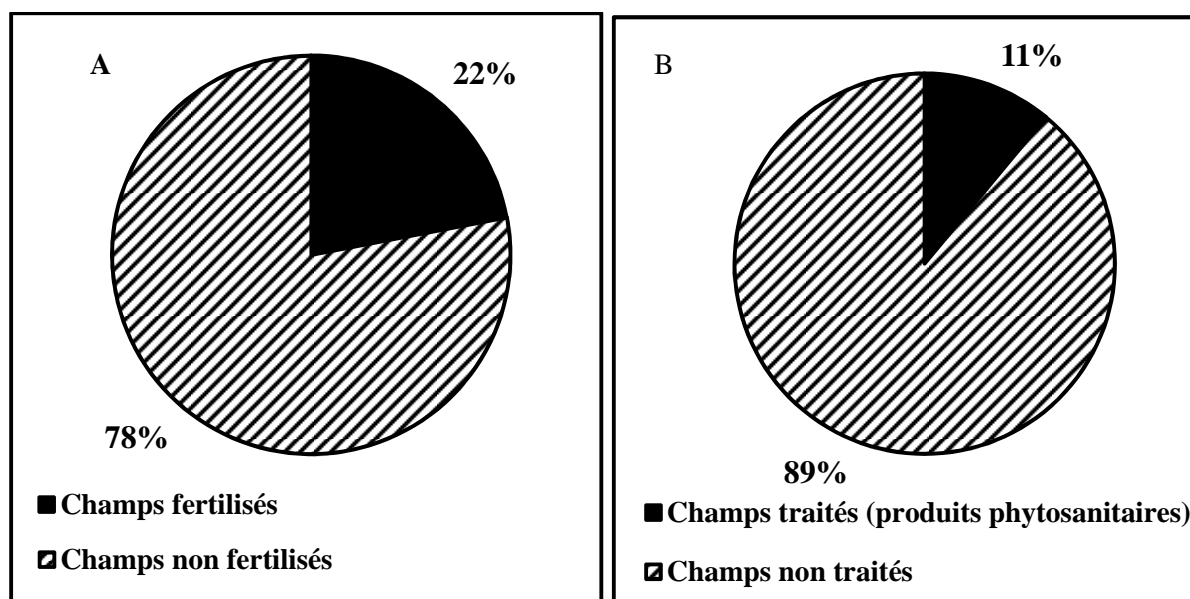 A
22%
78%
Champs fertilisés
Champs non fertilisés
B
11%
89%
Champs traités (produits phytosanitaires)
Champs non traités